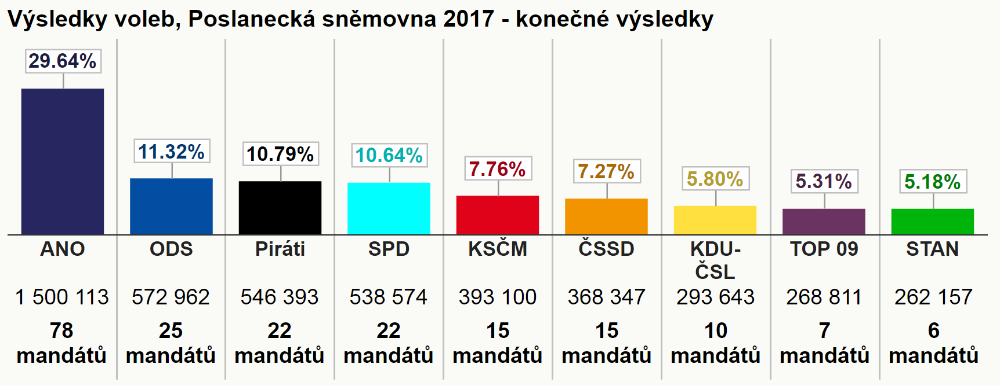 Výsledky voleb, Poslanecká sněmovna 2017 - konečné výsledky
29.64%
11.32%
10.79%
10.64%
7.76%
7.27%
5.80%
5.31%
5.18%
ANO
ODS
Piráti
SPD
KSČM
ČSSD
KDU-
ČSL
TOP 09
STAN
1 500 113
572 962
546 393
538 574
393 100
368 347
293 643
268 811
262 157
78
mandátů
25
mandátů
22
mandátů
22
mandátů
15
mandátů
15
mandátů
10
mandátů
7
mandátů
6
mandátů